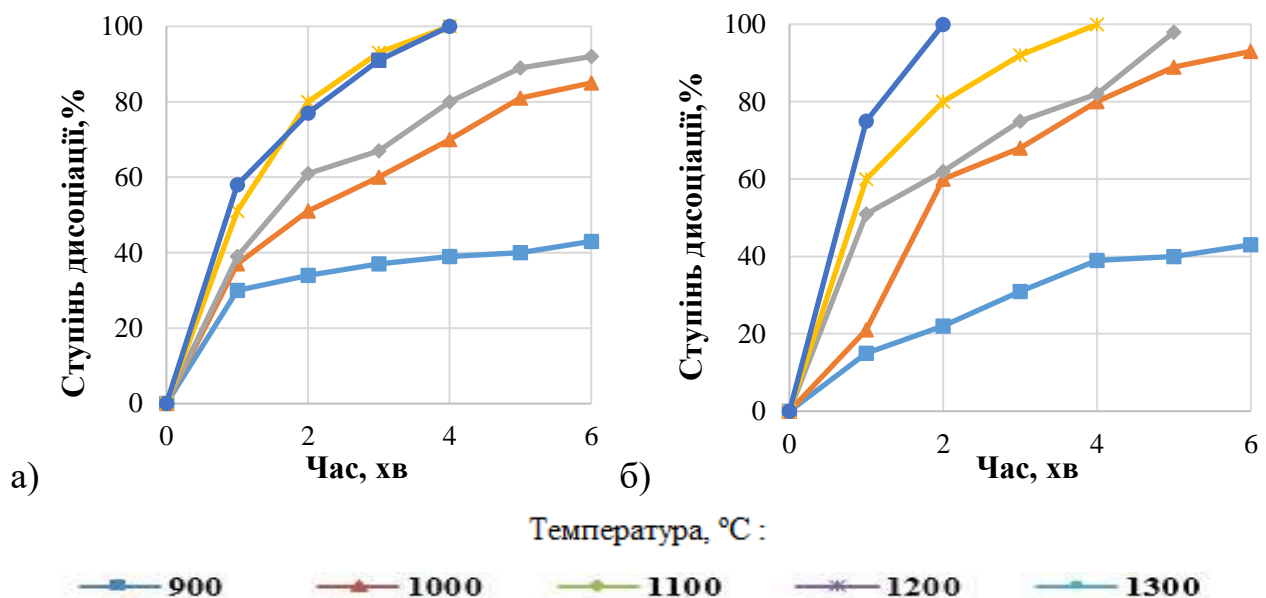 Ступінь дисоціації,%
100
80
60
40
20
0
0 2 4 6
Час, хв
а)
Ступінь дисоціації,%
100
80
60
40
20
0
0 2 4 6
Час, хв
б)
Температура, ºС :
900 1000 1100 1200 1300